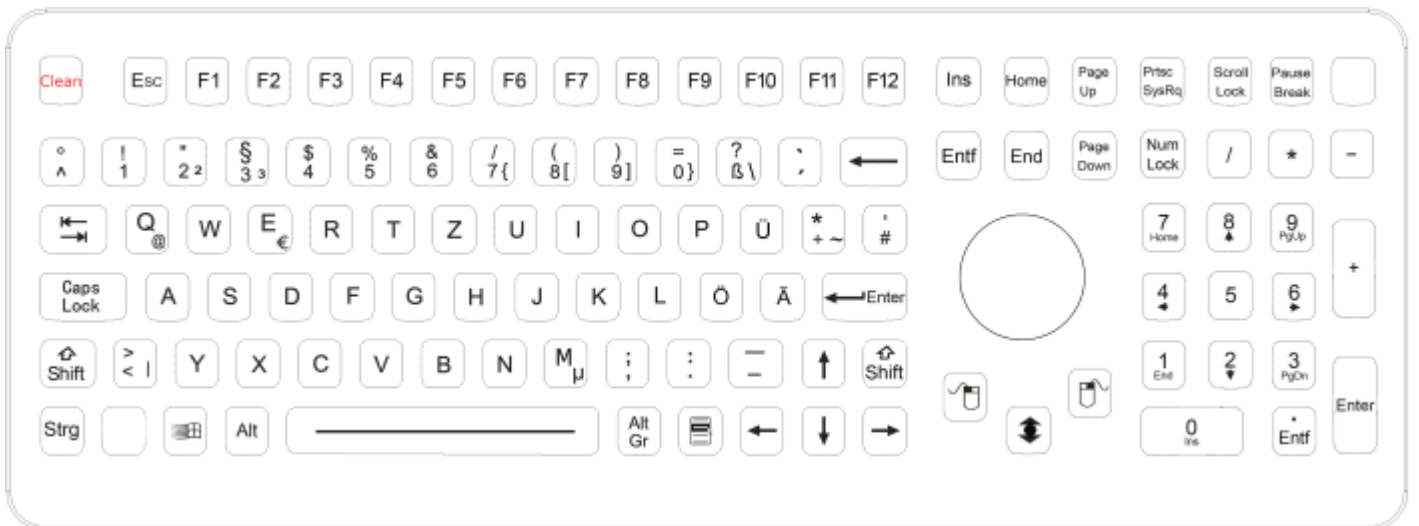 Clean Esc F1 F2 F3 F4 F5 F6 F7 F8 F9 F10 F11 F12 Ins Home Page Up Prtsc SysRq Scroll Lock Pause Break
° ^ ! 1 " 2 ² § 3 ³ $ 4 % 5 & 6 / 7 { ( 8 [ ) 9 ] = 0 } ? ß \ ` ´ Entf End Page Down Num Lock / * -
Q @ W E € R T Z U I O P Ü * + ~ ' # 7 Home 8 9 PgUp
Caps Lock A S D F G H J K L Ö Ä Enter 4 5 6 +
Shift > < | Y X C V B N M µ ; , : . — – Shift 1 End 2 3 PgDn
Strg Alt Alt Gr 0 Ins . Entf Enter